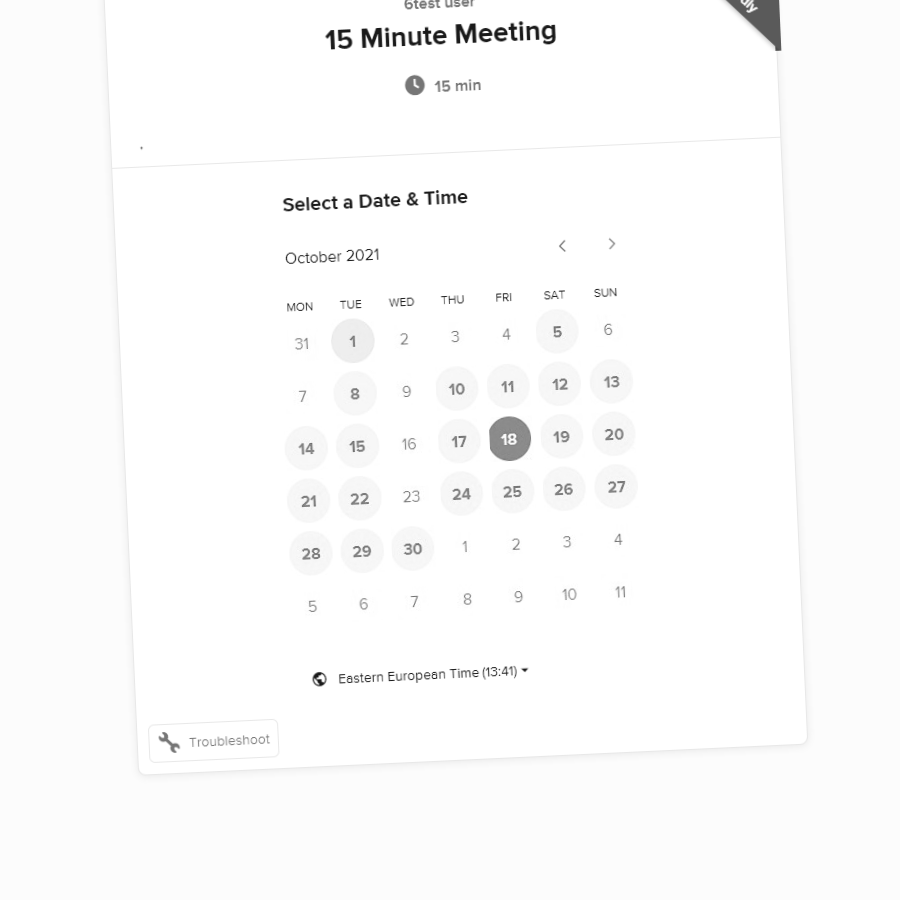 6test user
15 Minute Meeting
15 min
Select a Date & Time
October 2021
MON TUE WED THU FRI SAT SUN
31 1 2 3 4 5 6
7 8 9 10 11 12 13
14 15 16 17 18 19 20
21 22 23 24 25 26 27
28 29 30 1 2 3 4
5 6 7 8 9 10 11
Eastern European Time (13:41)
Troubleshoot